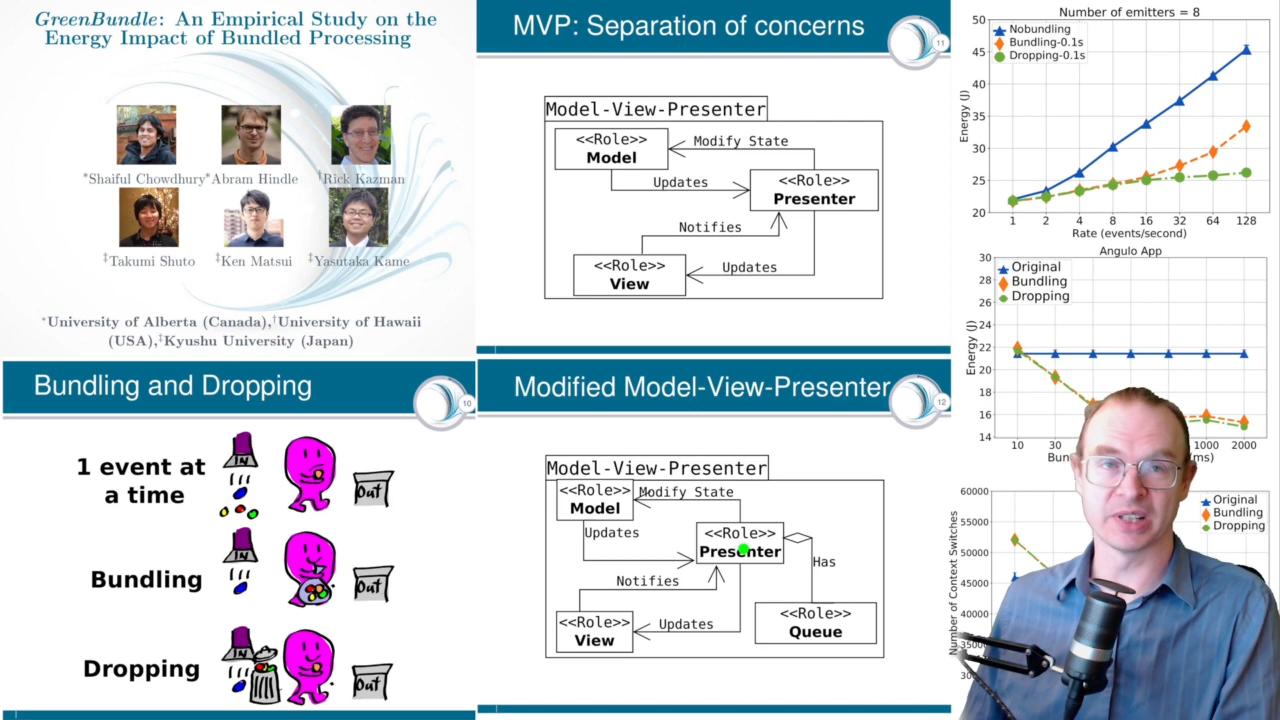 GreenBundle: An Empirical Study on the
Energy Impact of Bundled Processing
*Shaiful Chowdhury
*Abram Hindle
†Rick Kazman
‡Takumi Shuto
‡Ken Matsui
‡Yasutaka Kame
*University of Alberta (Canada),†University of Hawaii
(USA),‡Kyushu University (Japan)
MVP: Separation of concerns
11
Model-View-Presenter
<<Role>>
Model
Modify State
Updates
<<Role>>
Presenter
Notifies
<<Role>>
View
Updates
Number of emitters = 8
Nobundling
Bundling-0.1s
Dropping-0.1s
Energy (J)
50
45
40
35
30
25
20
1 2 4 8 16 32 64 128
Rate (events/second)
Angulo App
Original
Bundling
Dropping
Energy (J)
30
28
26
24
22
20
18
16
14
10 30 1000 2000
Bundling and Dropping
10
1 event at
a time
IN
Out
Bundling
IN
Out
Dropping
IN
Out
Modified Model-View-Presenter
12
Model-View-Presenter
<<Role>>
Model
Modify State
Updates
<<Role>>
Presenter
Has
Notifies
<<Role>>
View
Updates
<<Role>>
Queue
Original
Bundling
Dropping
Number of Context Switches
60000
55000
50000
45000
40000